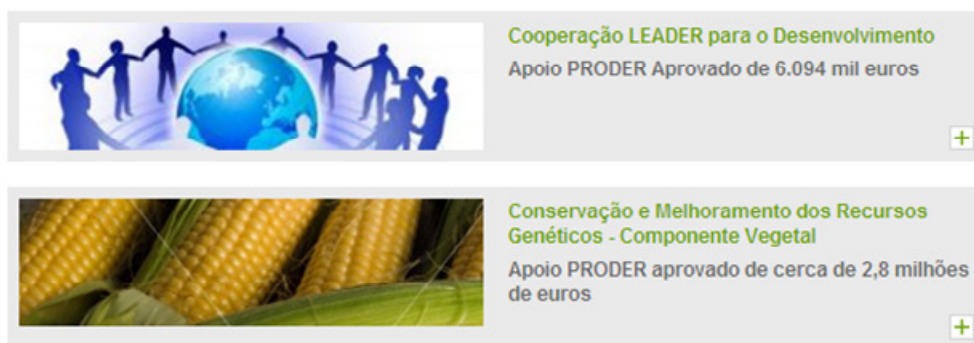 Cooperação LEADER para o Desenvolvimento
Apoio PRODER Aprovado de 6.094 mil euros
Conservação e Melhoramento dos Recursos
Genéticos - Componente Vegetal
Apoio PRODER aprovado de cerca de 2,8 milhões
de euros